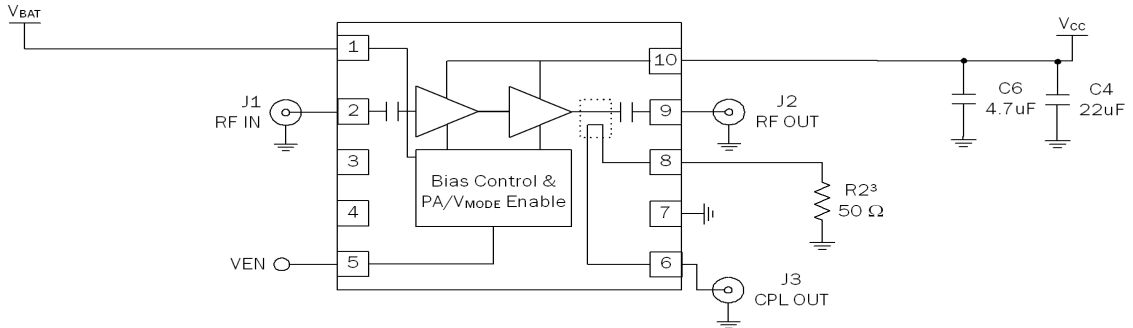 VBAT
VCC
1
10
C6
4.7uF
C4
22uF
J1
RF IN
2
9
J2
RF OUT
3
8
Bias Control &
PA/VMODE Enable
R2³
50 Ω
4
7
VEN
5
6
J3
CPL OUT